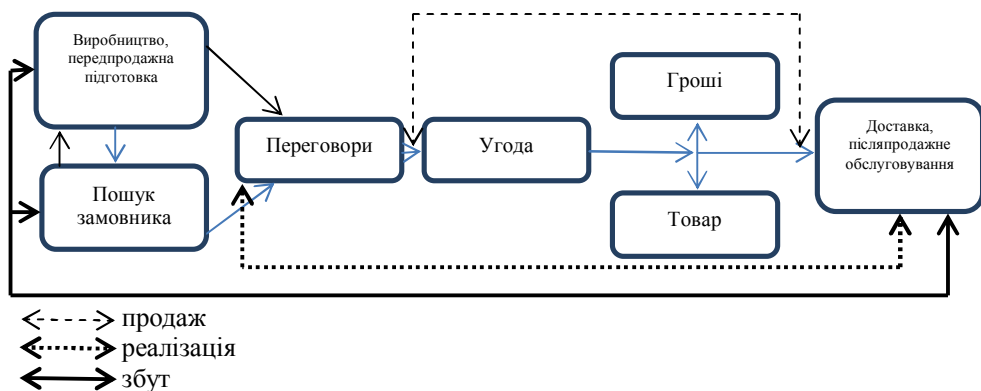 Виробництво,
передпродажна
підготовка
Пошук
замовника
Переговори
Угода
Гроші
Товар
Доставка,
післяпродажне
обслуговування
продаж
реалізація
збут